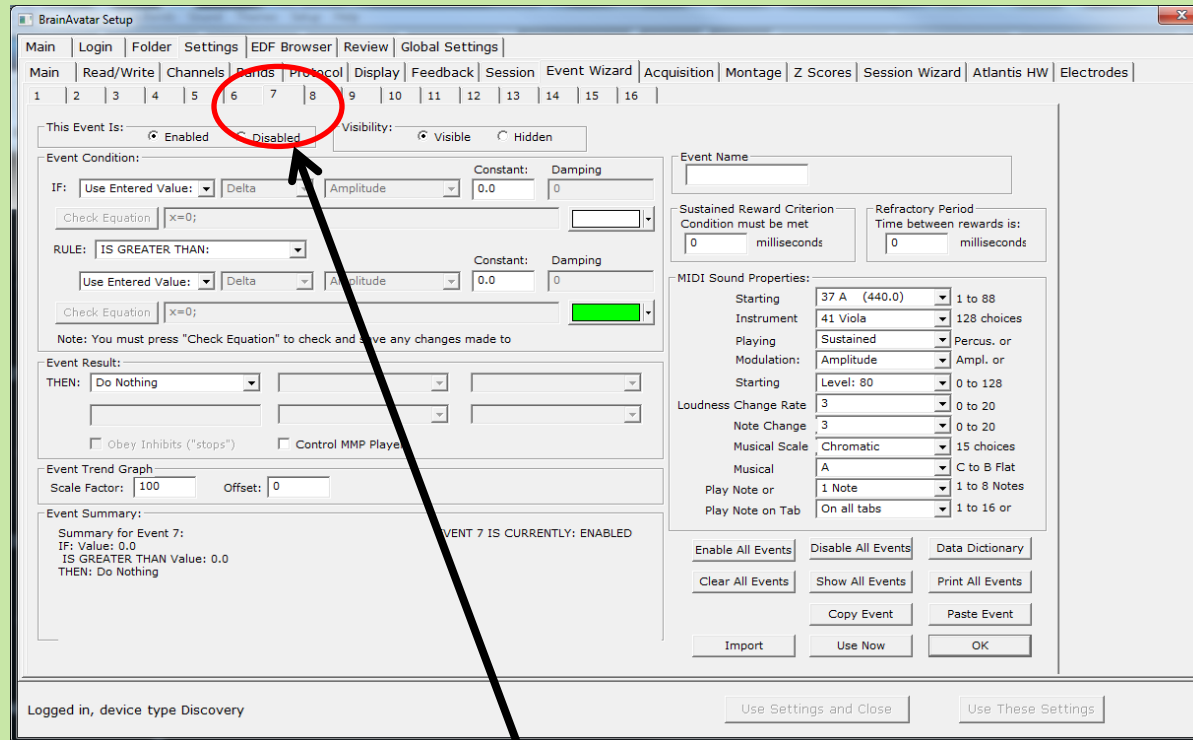 BrainAvatar Setup
Main Login Folder Settings EDF Browser Review Global Settings
Main Read/Write Channels Bands Protocol Display Feedback Session Event Wizard Acquisition Montage Z Scores Session Wizard Atlantis HW Electrodes
1 2 3 4 5 6 7 8 9 10 11 12 13 14 15 16
This Event Is: Enabled Disabled Visibility: Visible Hidden
Event Condition:
Constant: Damping
IF: Use Entered Value: Delta Amplitude 0.0 0
Check Equation x=0;
RULE: IS GREATER THAN:
Constant: Damping
Use Entered Value: Delta Amplitude 0.0 0
Check Equation x=0;
Note: You must press "Check Equation" to check and save any changes made to
Event Result:
THEN: Do Nothing
Obey Inhibits ("stops") Control MMP Player
Event Trend Graph
Scale Factor: 100 Offset: 0
Event Summary:
Summary for Event 7: EVENT 7 IS CURRENTLY: ENABLED
IF: Value: 0.0
IS GREATER THAN Value: 0.0
THEN: Do Nothing
Event Name
Sustained Reward Criterion Refractory Period
Condition must be met Time between rewards is:
0 milliseconds 0 milliseconds
MIDI Sound Properties:
Starting 37 A (440.0) 1 to 88
Instrument 41 Viola 128 choices
Playing Sustained Percus. or
Modulation: Amplitude Ampl. or
Starting Level: 80 0 to 128
Loudness Change Rate 3 0 to 20
Note Change 3 0 to 20
Musical Scale Chromatic 15 choices
Musical A C to B Flat
Play Note or 1 Note 1 to 8 Notes
Play Note on Tab On all tabs 1 to 16 or
Enable All Events Disable All Events Data Dictionary
Clear All Events Show All Events Print All Events
Copy Event Paste Event
Import Use Now OK
Logged in, device type Discovery Use Settings and Close Use These Settings